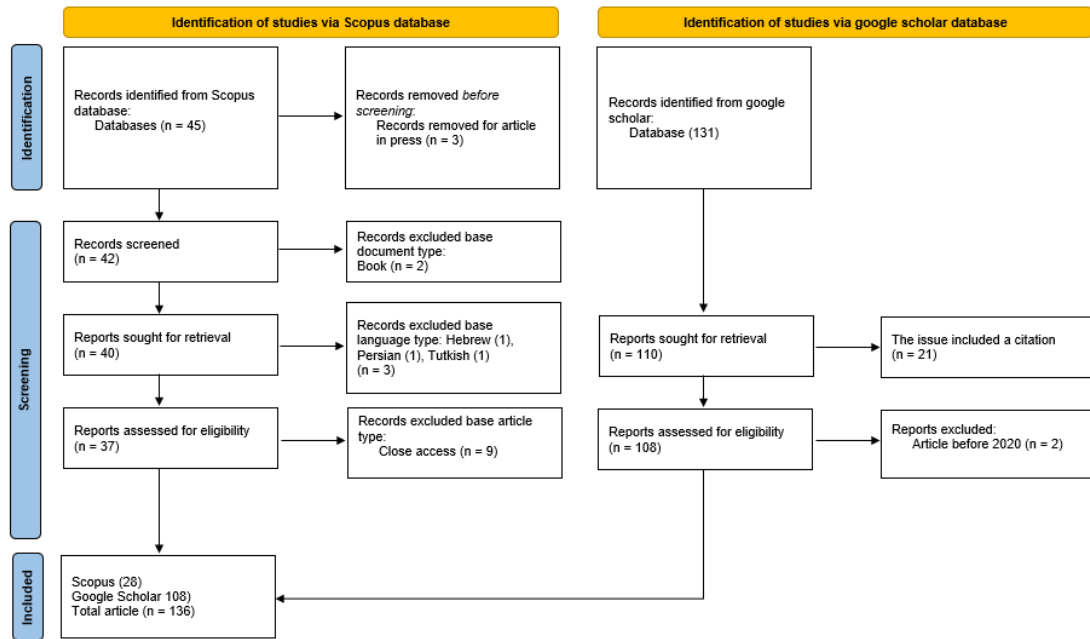 Identification of studies via Scopus database
Identification of studies via google scholar database
Identification
Records identified from Scopus
database:
Databases (n = 45)
Records removed before
screening:
Records removed for article
in press (n = 3)
Records identified from google
scholar:
Database (131)
Screening
Records screened
(n = 42)
Records excluded base
document type:
Book (n = 2)
Reports sought for retrieval
(n = 40)
Records excluded base
language type: Hebrew (1),
Persian (1), Tutkish (1)
(n = 3)
Reports sought for retrieval
(n = 110)
The issue included a citation
(n = 21)
Reports assessed for eligibility
(n = 37)
Records excluded base article
type:
Close access (n = 9)
Reports assessed for eligibility
(n = 108)
Reports excluded:
Article before 2020 (n = 2)
Included
Scopus (28)
Google Scholar 108)
Total article (n = 136)